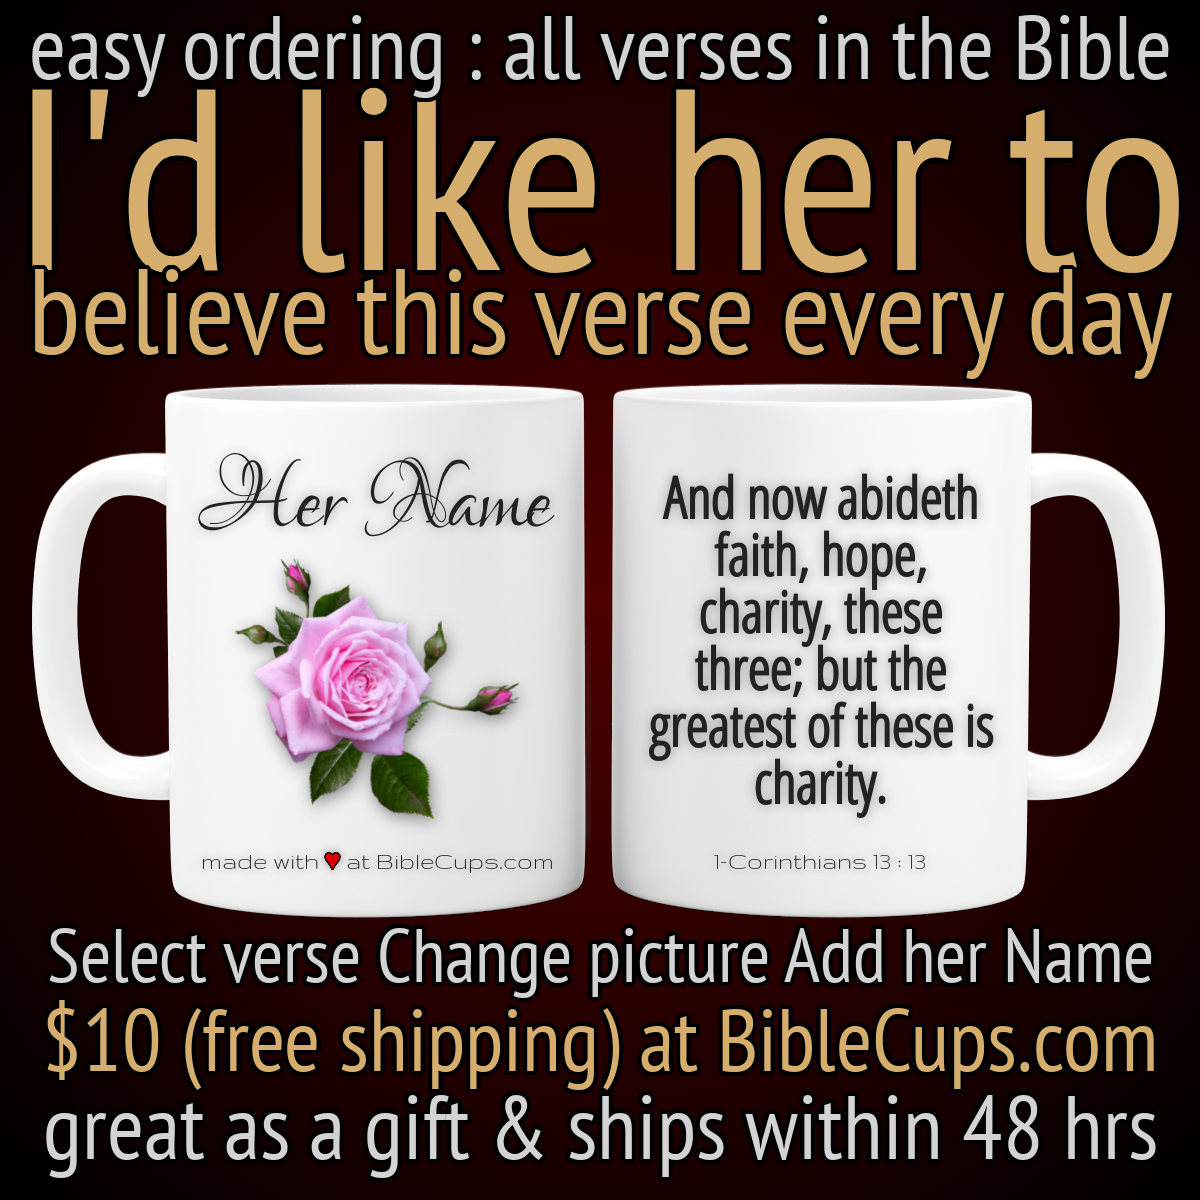 easy ordering : all verses in the Bible
I'd like her to
believe this verse every day
Her Name
made with ♥ at BibleCups.com
And now abideth
faith, hope,
charity, these
three; but the
greatest of these is
charity.
1-Corinthians 13 : 13
Select verse Change picture Add her Name
$10 (free shipping) at BibleCups.com
great as a gift & ships within 48 hrs